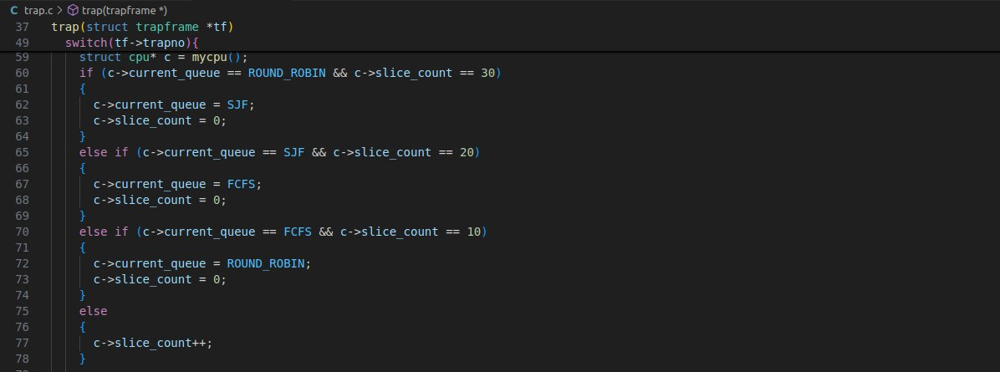 trap.c > trap(trapframe *)
37 trap(struct trapframe *tf)
49 switch(tf->trapno){
59 struct cpu* c = mycpu();
60 if (c->current_queue == ROUND_ROBIN && c->slice_count == 30)
61 {
62 c->current_queue = SJF;
63 c->slice_count = 0;
64 }
65 else if (c->current_queue == SJF && c->slice_count == 20)
66 {
67 c->current_queue = FCFS;
68 c->slice_count = 0;
69 }
70 else if (c->current_queue == FCFS && c->slice_count == 10)
71 {
72 c->current_queue = ROUND_ROBIN;
73 c->slice_count = 0;
74 }
75 else
76 {
77 c->slice_count++;
78 }